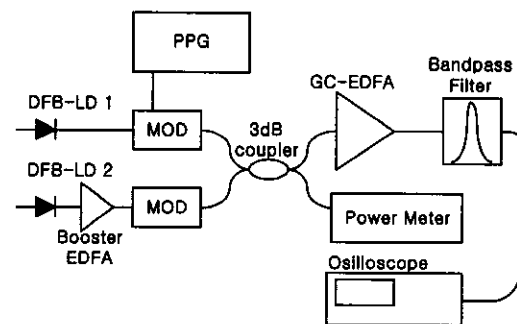 PPG
GC-EDFA
Bandpass
Filter
DFB-LD 1
MOD
3dB
coupler
DFB-LD 2
MOD
Booster
EDFA
Power Meter
Osilloscope